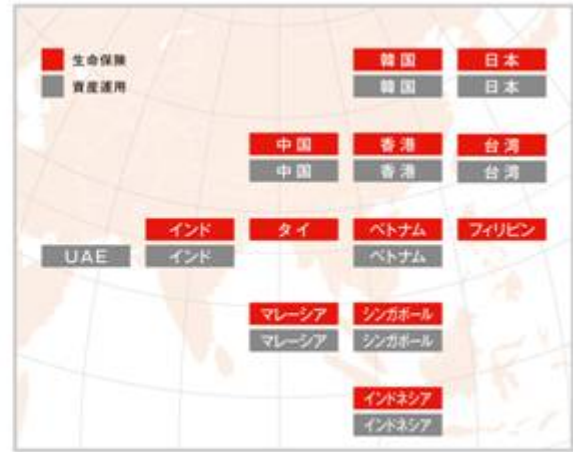 生命保険
資産運用
韓国 日本
韓国 日本
中国 香港 台湾
中国 香港 台湾
インド タイ ベトナム フィリピン
UAE インド ベトナム
マレーシア シンガポール
マレーシア シンガポール
インドネシア
インドネシア